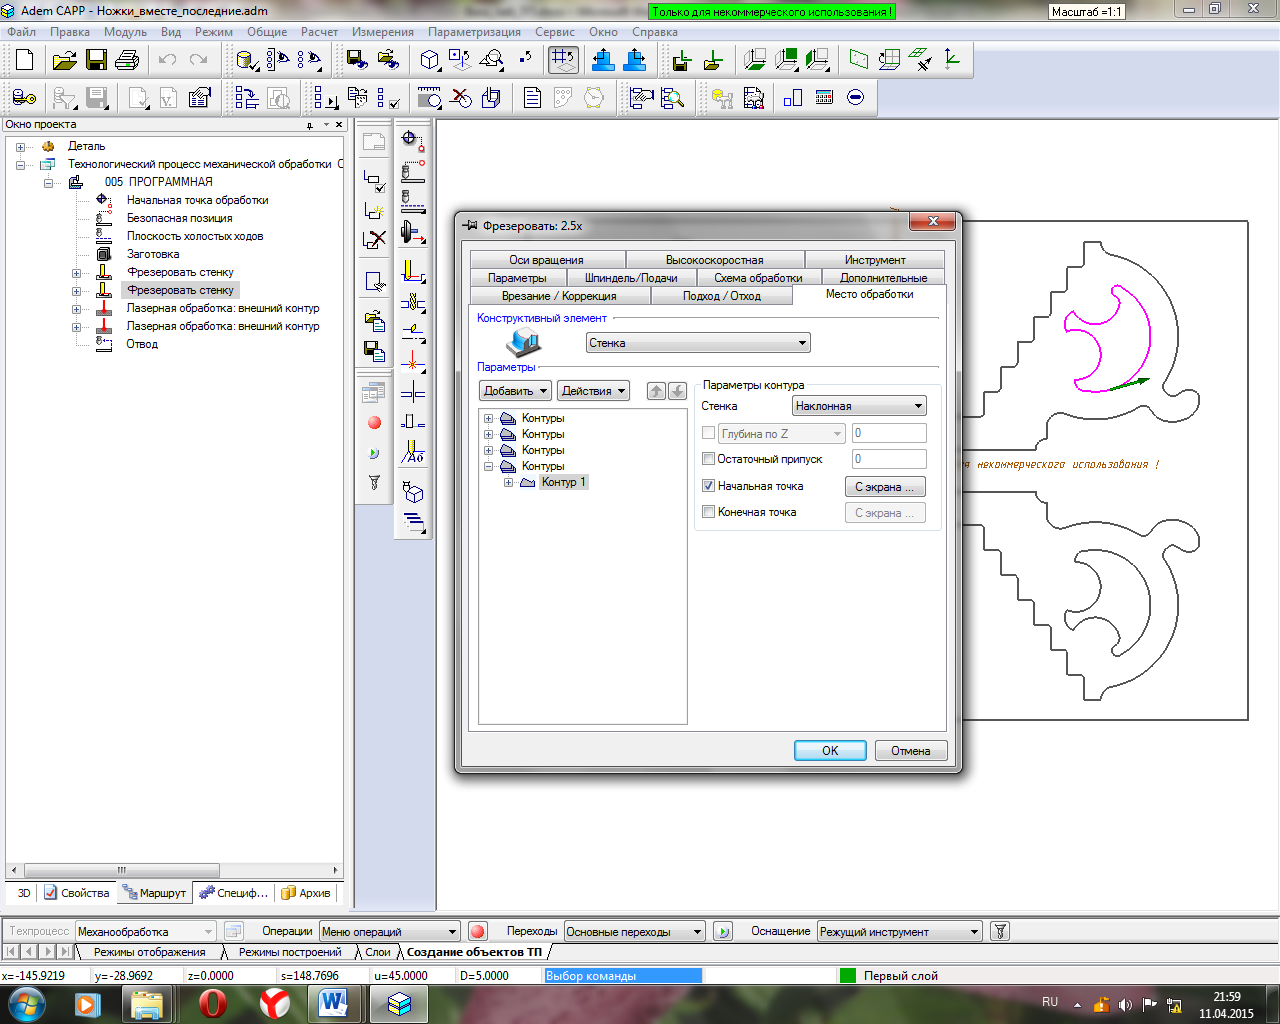 Adem CAPP - Ножки_вместе_последние.adm
Только для некоммерческого использования !
Масштаб =1:1
Файл Правка Модуль Вид Режим Общие Расчет Измерения Параметризация Сервис Окно Справка
Окно проекта
Деталь
Технологический процесс механической обработки С
005 ПРОГРАММНАЯ
Начальная точка обработки
Безопасная позиция
Плоскость холостых ходов
Заготовка
Фрезеровать стенку
Фрезеровать стенку
Лазерная обработка: внешний контур
Лазерная обработка: внешний контур
Отвод
Фрезеровать: 2.5x
Оси вращения Высокоскоростная Инструмент
Параметры Шпиндель/Подачи Схема обработки Дополнительные
Врезание / Коррекция Подход / Отход Место обработки
Конструктивный элемент
Стенка
Параметры
Добавить Действия
Контуры
Контуры
Контуры
Контуры
Контур 1
Параметры контура
Стенка Наклонная
Глубина по Z 0
Остаточный припуск 0
Начальная точка С экрана ...
Конечная точка С экрана ...
OK Отмена
некоммерческого использования !
3D Свойства Маршрут Специф... Архив
Техпроцесс Механообработка Операции Меню операций Переходы Основные переходы Оснащение Режущий инструмент
Режимы отображения Режимы построений Слои Создание объектов ТП
x=-145.9219 y=-28.9692 z=0.0000 s=148.7696 u=45.0000 D=5.0000 Выбор команды Первый слой
RU
21:59
11.04.2015